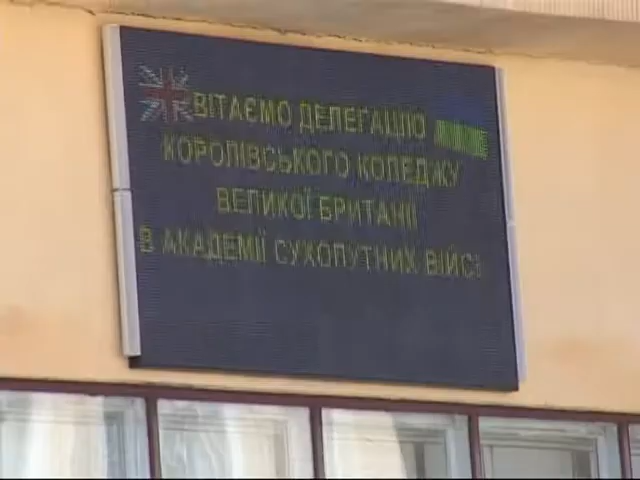 ВІТАЄМО ДЕЛЕГАЦІЮ
КОРОЛІВСЬКОГО КОЛЕДЖУ
ВЕЛИКОЇ БРИТАНІЇ
В АКАДЕМІЇ СУХОПУТНИХ ВІЙСЬ